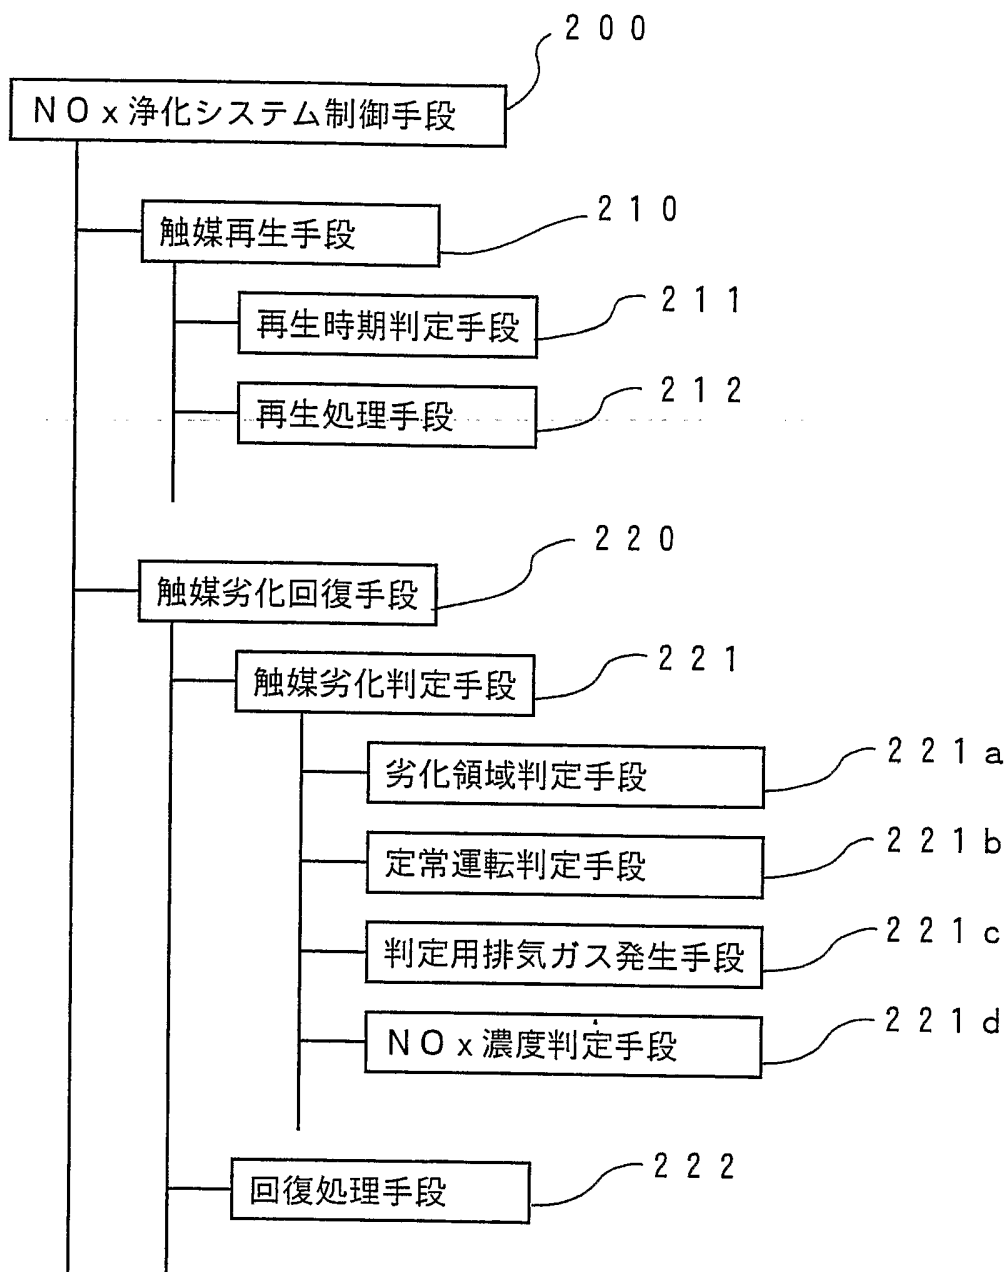 200
NOx浄化システム制御手段
210
触媒再生手段
211
再生時期判定手段
212
再生処理手段
220
触媒劣化回復手段
221
触媒劣化判定手段
221a
劣化領域判定手段
221b
定常運転判定手段
221c
判定用排気ガス発生手段
221d
NOx濃度判定手段
222
回復処理手段